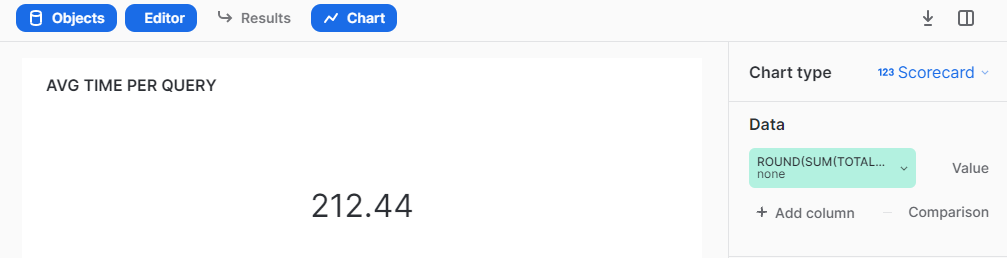 Objects Editor Results Chart
Chart type 123 Scorecard
AVG TIME PER QUERY
212.44
Data
ROUND(SUM(TOTAL...
none
Value
+ Add column
Comparison